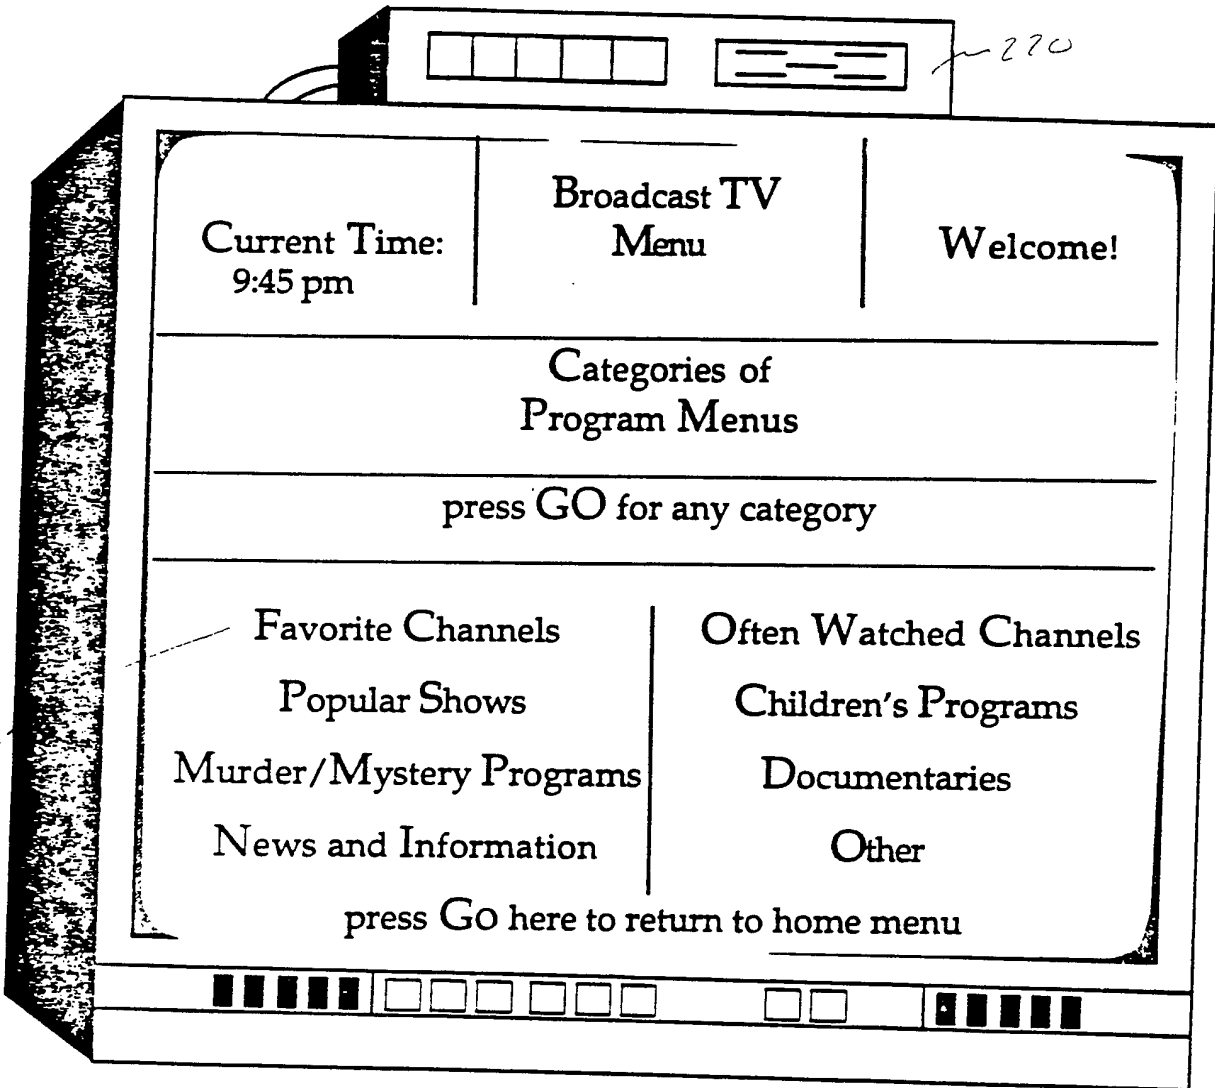 220
Broadcast TV
Menu
Current Time:
9:45 pm
Welcome!
Categories of
Program Menus
press GO for any category
Favorite Channels
Often Watched Channels
Popular Shows
Children's Programs
Murder/Mystery Programs
Documentaries
News and Information
Other
press Go here to return to home menu